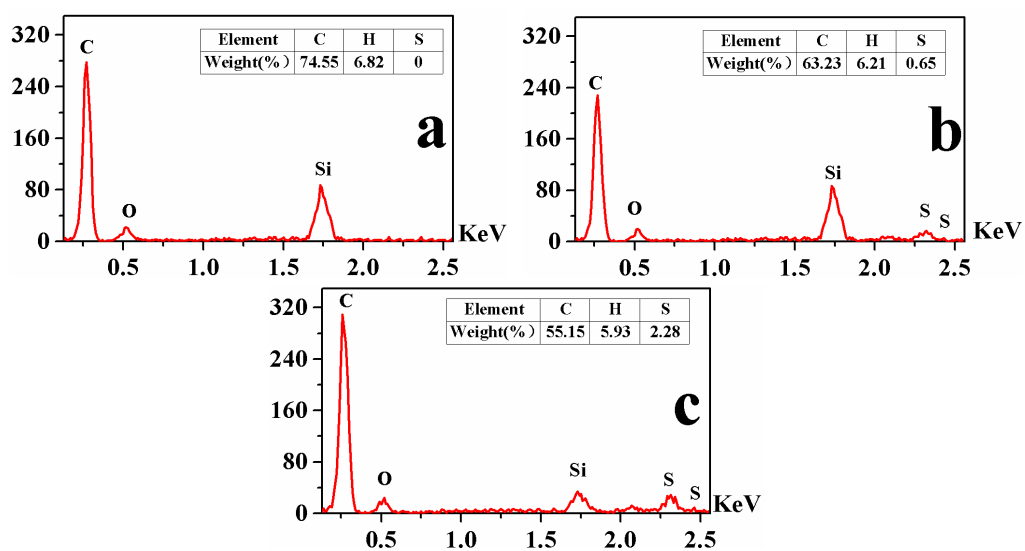 320
240
160
80
0
C
O
Si
Element C H S
Weight(%) 74.55 6.82 0
a
0.5 1.0 1.5 2.0 2.5
KeV
320
240
160
80
0
C
O
Si
S
S
Element C H S
Weight(%) 63.23 6.21 0.65
b
0.5 1.0 1.5 2.0 2.5
KeV
320
240
160
80
0
C
O
Si
S
S
Element C H S
Weight(%) 55.15 5.93 2.28
c
0.5 1.0 1.5 2.0 2.5
KeV